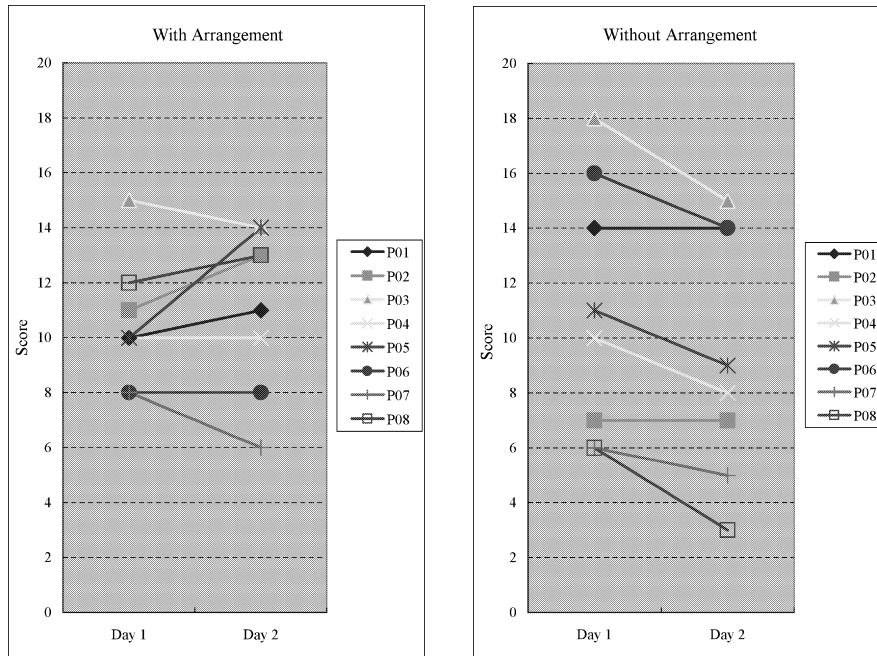 With Arrangement
20
18
16
14
12
10
8
6
4
2
0
Score
Day 1
Day 2
P01
P02
P03
P04
P05
P06
P07
P08
Without Arrangement
20
18
16
14
12
10
8
6
4
2
0
Score
Day 1
Day 2
P01
P02
P03
P04
P05
P06
P07
P08